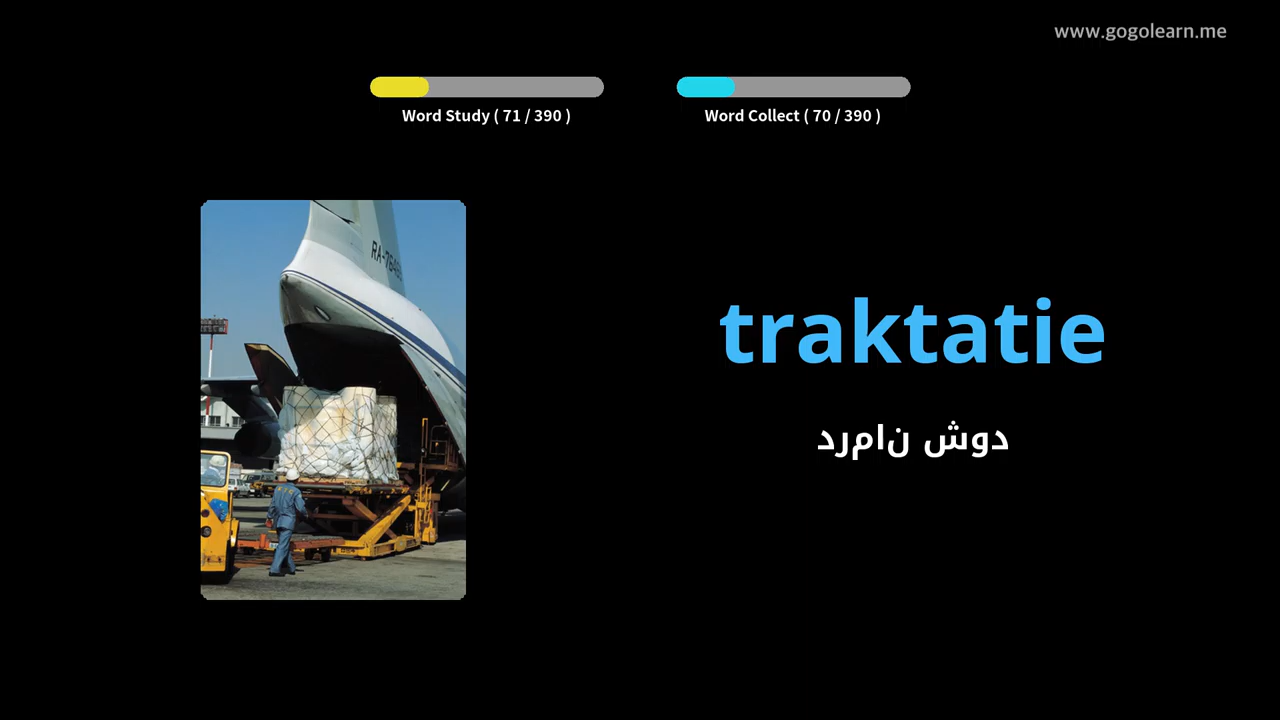 www.gogolearn.me
Word Study ( 71 / 390 )
Word Collect ( 70 / 390 )
traktatie
دوش نامرد